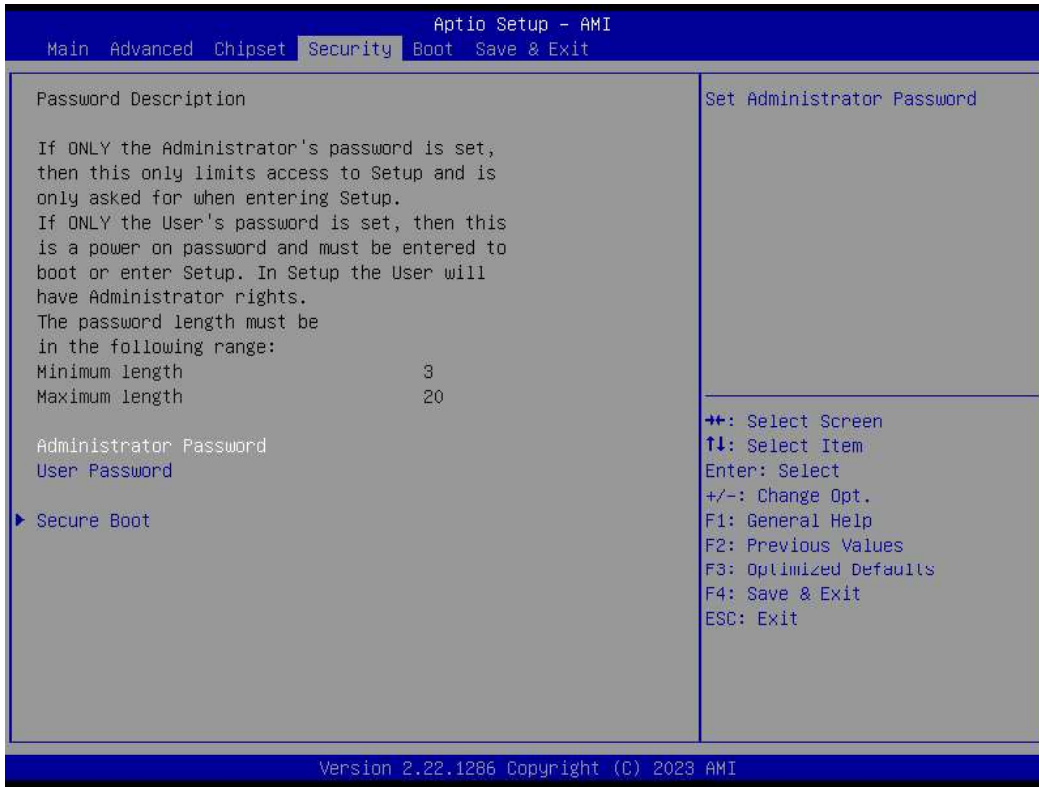 Aptio Setup - AMI
Main Advanced Chipset Security Boot Save & Exit
Password Description
If ONLY the Administrator's password is set,
then this only limits access to Setup and is
only asked for when entering Setup.
If ONLY the User's password is set, then this
is a power on password and must be entered to
boot or enter Setup. In Setup the User will
have Administrator rights.
The password length must be
in the following range:
Minimum length 3
Maximum length 20
Administrator Password
User Password
Secure Boot
Set Administrator Password
→←: Select Screen
↑↓: Select Item
Enter: Select
+/-: Change Opt.
F1: General Help
F2: Previous Values
F3: Optimized Defaults
F4: Save & Exit
ESC: Exit
Version 2.22.1286 Copyright (C) 2023 AMI